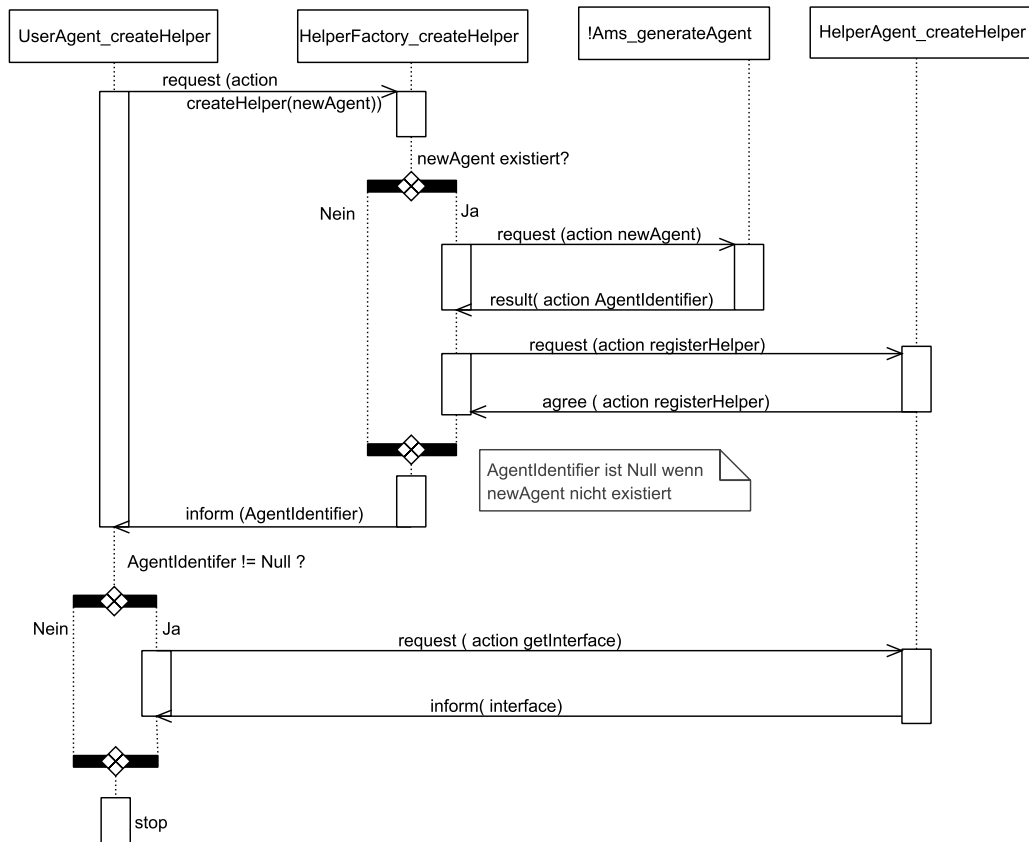 UserAgent_createHelper
HelperFactory_createHelper
!Ams_generateAgent
HelperAgent_createHelper
request (action
createHelper(newAgent))
newAgent existiert?
Nein
Ja
request (action newAgent)
result( action AgentIdentifier)
request (action registerHelper)
agree ( action registerHelper)
AgentIdentifier ist Null wenn
newAgent nicht existiert
inform (AgentIdentifier)
AgentIdentifer != Null ?
Nein
Ja
request ( action getInterface)
inform( interface)
stop